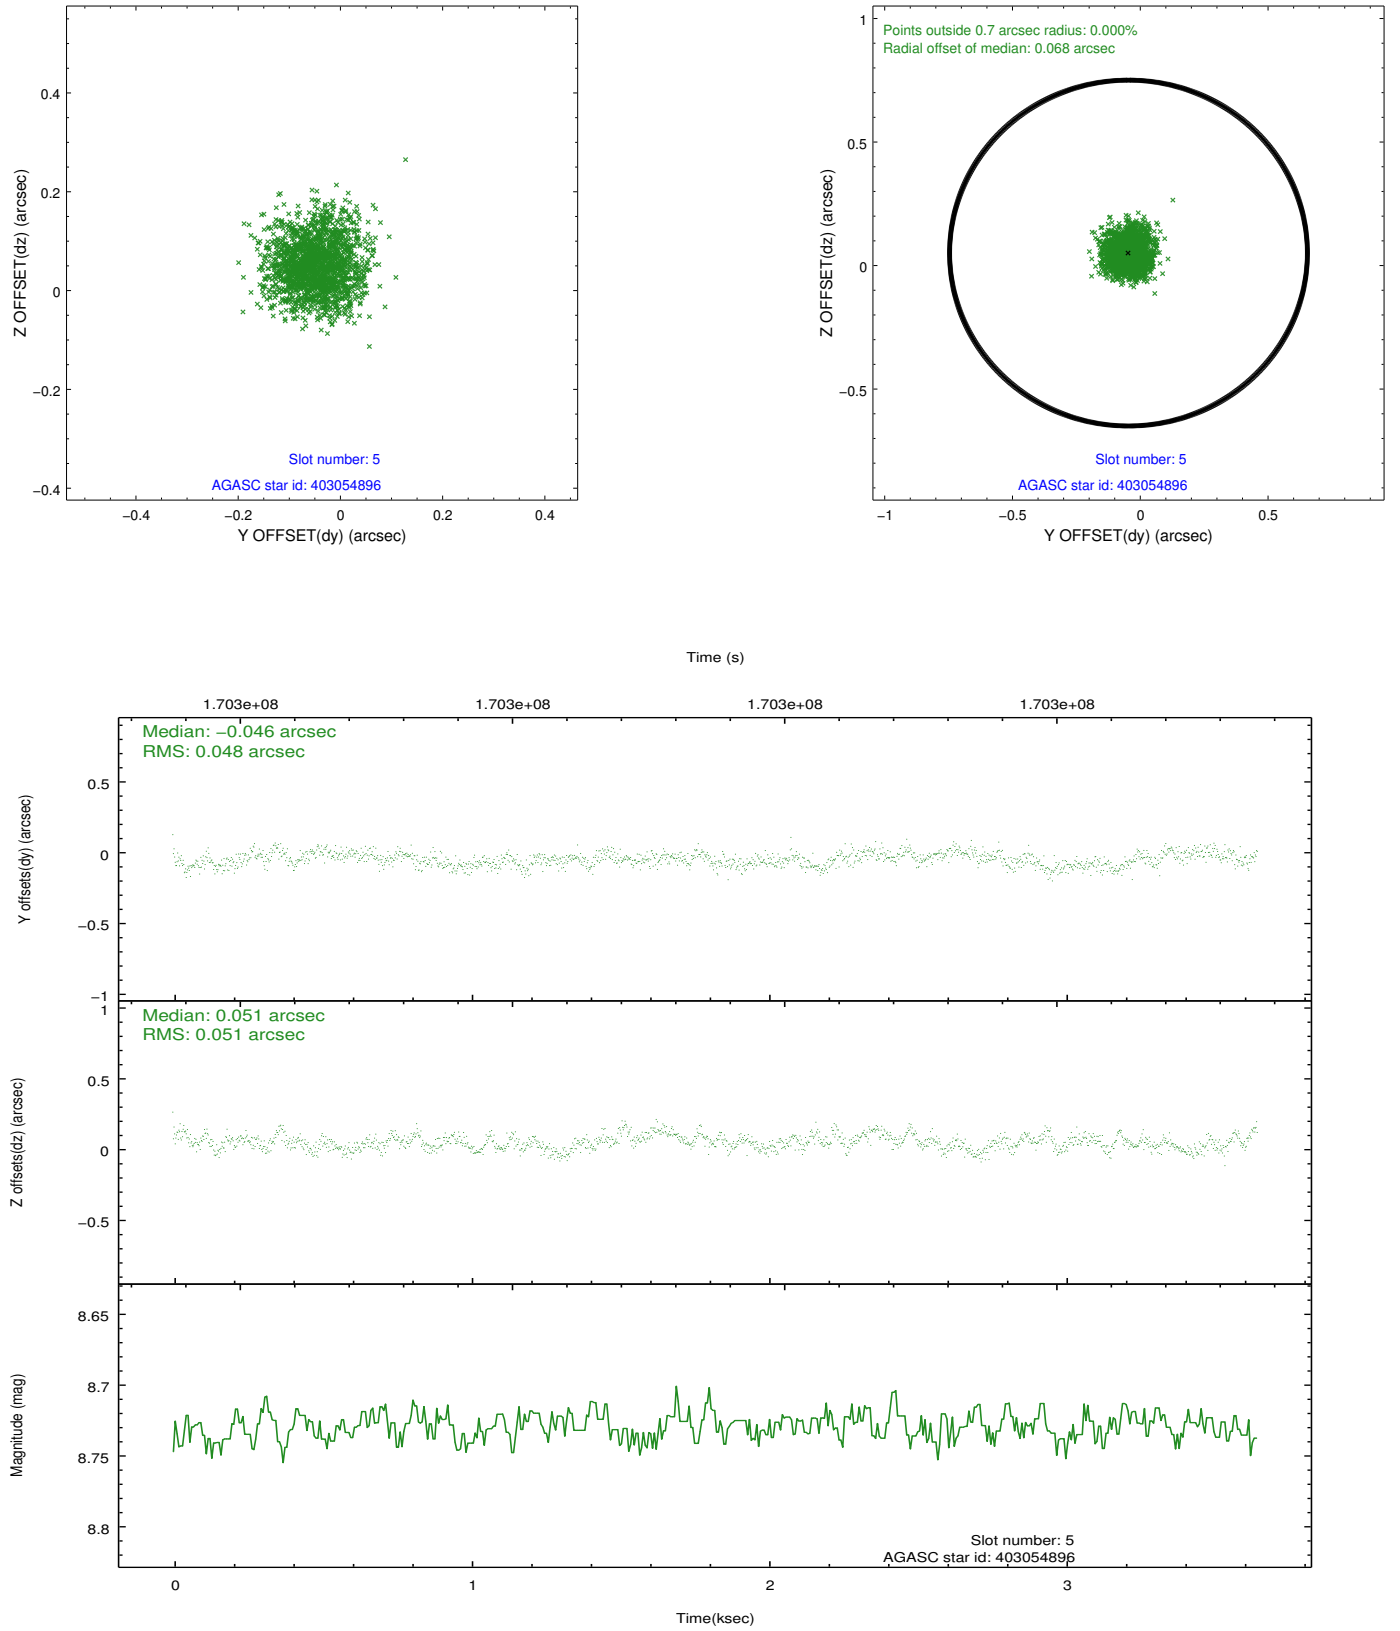 0.4
0.2
0
−0.2
−0.4
Z OFFSET(dz) (arcsec)
Slot number: 5
AGASC star id: 403054896
−0.4 −0.2 0 0.2 0.4
Y OFFSET(dy) (arcsec)
Points outside 0.7 arcsec radius: 0.000%
Radial offset of median: 0.068 arcsec
1
0.5
0
−0.5
Z OFFSET(dz) (arcsec)
Slot number: 5
AGASC star id: 403054896
−1 −0.5 0 0.5
Y OFFSET(dy) (arcsec)
Time (s)
1.703e+08 1.703e+08 1.703e+08 1.703e+08
Median: −0.046 arcsec
RMS: 0.048 arcsec
0.5
0
−0.5
−1
Y offsets(dy) (arcsec)
Median: 0.051 arcsec
RMS: 0.051 arcsec
1
0.5
0
−0.5
Z offsets(dz) (arcsec)
8.65
8.7
8.75
8.8
Magnitude (mag)
Slot number: 5
AGASC star id: 403054896
0 1 2 3
Time(ksec)